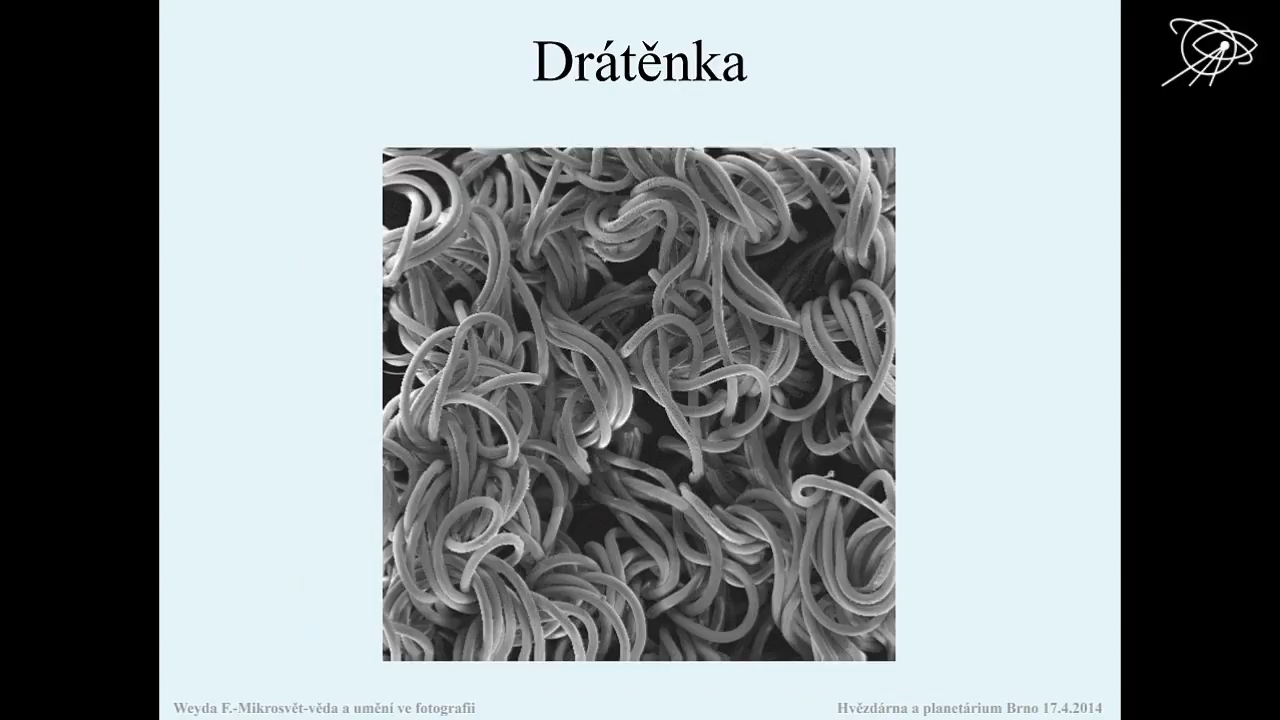 Drátěnka
Weyda F.-Mikrosvět-věda a umění ve fotografii
Hvězdárna a planetárium Brno 17.4.2014